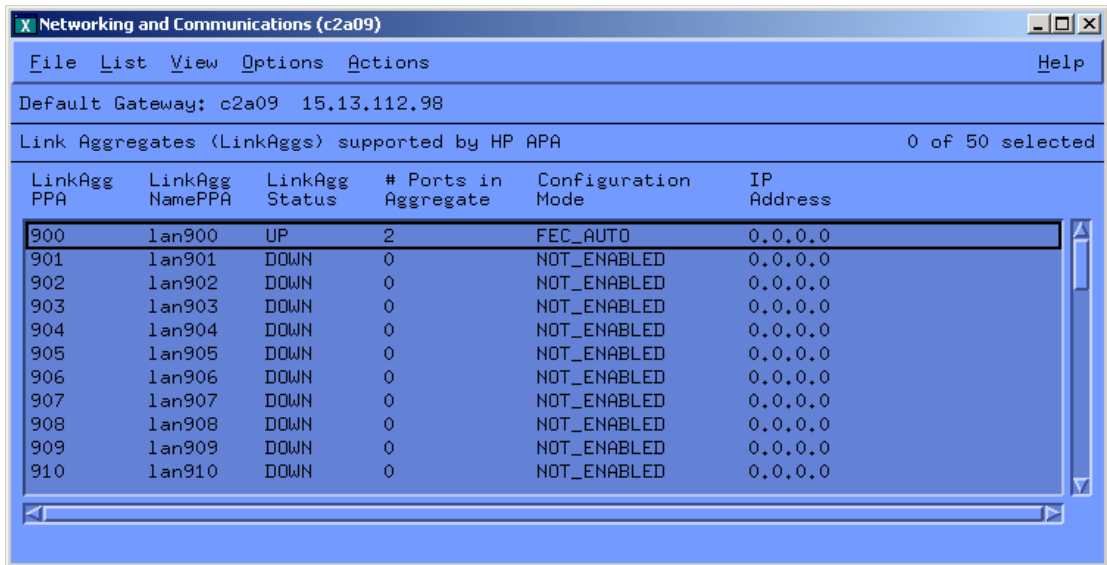 Networking and Communications (c2a09)
File List View Options Actions Help
Default Gateway: c2a09 15.13.112.98
Link Aggregates (LinkAggs) supported by HP APA 0 of 50 selected
LinkAgg LinkAgg LinkAgg # Ports in Configuration IP
PPA NamePPA Status Aggregate Mode Address
900 lan900 UP 2 FEC_AUTO 0.0.0.0
901 lan901 DOWN 0 NOT_ENABLED 0.0.0.0
902 lan902 DOWN 0 NOT_ENABLED 0.0.0.0
903 lan903 DOWN 0 NOT_ENABLED 0.0.0.0
904 lan904 DOWN 0 NOT_ENABLED 0.0.0.0
905 lan905 DOWN 0 NOT_ENABLED 0.0.0.0
906 lan906 DOWN 0 NOT_ENABLED 0.0.0.0
907 lan907 DOWN 0 NOT_ENABLED 0.0.0.0
908 lan908 DOWN 0 NOT_ENABLED 0.0.0.0
909 lan909 DOWN 0 NOT_ENABLED 0.0.0.0
910 lan910 DOWN 0 NOT_ENABLED 0.0.0.0